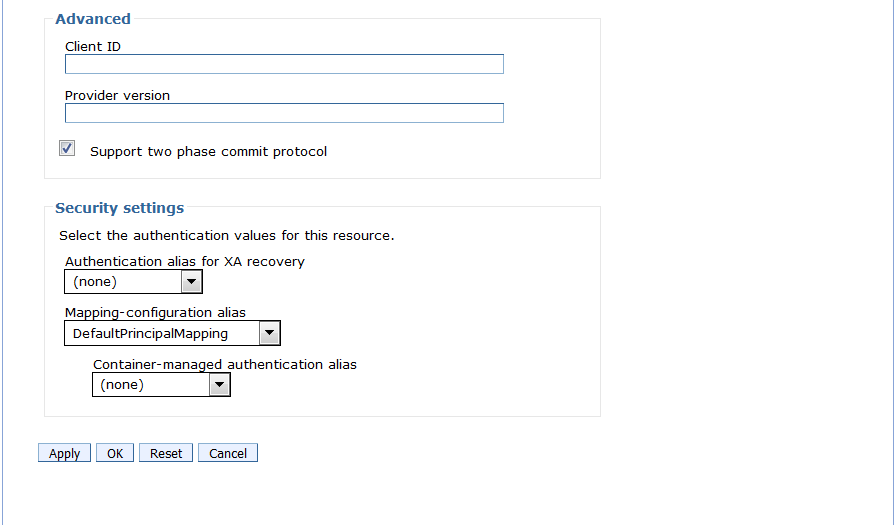 Advanced
Client ID
Provider version
Support two phase commit protocol
Security settings
Select the authentication values for this resource.
Authentication alias for XA recovery
(none)
Mapping-configuration alias
DefaultPrincipalMapping
Container-managed authentication alias
(none)
Apply OK Reset Cancel